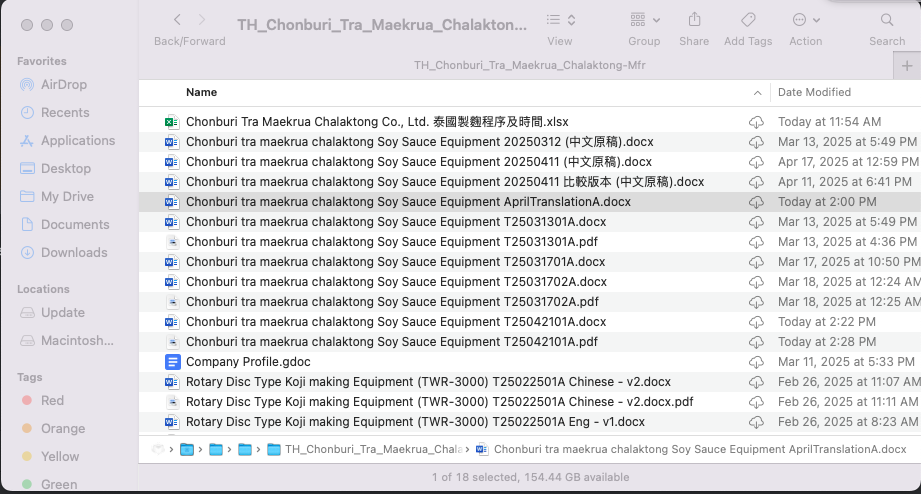 TH_Chonburi_Tra_Maekrua_Chalakton...
Back/Forward View Group Share Add Tags Action Search
TH_Chonburi_Tra_Maekrua_Chalaktong-Mfr
Favorites
AirDrop
Recents
Applications
Desktop
My Drive
Documents
Downloads
Locations
Update
Macintosh...
Tags
Red
Orange
Yellow
Green
Name Date Modified
Chonburi Tra Maekrua Chalaktong Co., Ltd. 泰國製麴程序及時間.xlsx Today at 11:54 AM
Chonburi tra maekrua chalaktong Soy Sauce Equipment 20250312 (中文原稿).docx Mar 13, 2025 at 5:49 PM
Chonburi tra maekrua chalaktong Soy Sauce Equipment 20250411 (中文原稿).docx Apr 17, 2025 at 12:59 PM
Chonburi tra maekrua chalaktong Soy Sauce Equipment 20250411 比較版本 (中文原稿).docx Apr 11, 2025 at 6:41 PM
Chonburi tra maekrua chalaktong Soy Sauce Equipment AprilTranslationA.docx Today at 2:00 PM
Chonburi tra maekrua chalaktong Soy Sauce Equipment T25031301A.docx Mar 13, 2025 at 5:49 PM
Chonburi tra maekrua chalaktong Soy Sauce Equipment T25031301A.pdf Mar 13, 2025 at 4:36 PM
Chonburi tra maekrua chalaktong Soy Sauce Equipment T25031701A.docx Mar 17, 2025 at 10:50 PM
Chonburi tra maekrua chalaktong Soy Sauce Equipment T25031702A.docx Mar 18, 2025 at 12:24 AM
Chonburi tra maekrua chalaktong Soy Sauce Equipment T25031702A.pdf Mar 18, 2025 at 12:25 AM
Chonburi tra maekrua chalaktong Soy Sauce Equipment T25042101A.docx Today at 2:22 PM
Chonburi tra maekrua chalaktong Soy Sauce Equipment T25042101A.pdf Today at 2:28 PM
Company Profile.gdoc Mar 11, 2025 at 5:33 PM
Rotary Disc Type Koji making Equipment (TWR-3000) T25022501A Chinese - v2.docx Feb 26, 2025 at 11:07 AM
Rotary Disc Type Koji making Equipment (TWR-3000) T25022501A Chinese - v2.docx.pdf Feb 26, 2025 at 11:11 AM
Rotary Disc Type Koji making Equipment (TWR-3000) T25022501A Eng - v1.docx Feb 26, 2025 at 8:23 AM
TH_Chonburi_Tra_Maekrua_Chala Chonburi tra maekrua chalaktong Soy Sauce Equipment AprilTranslationA.docx
1 of 18 selected, 154.44 GB available